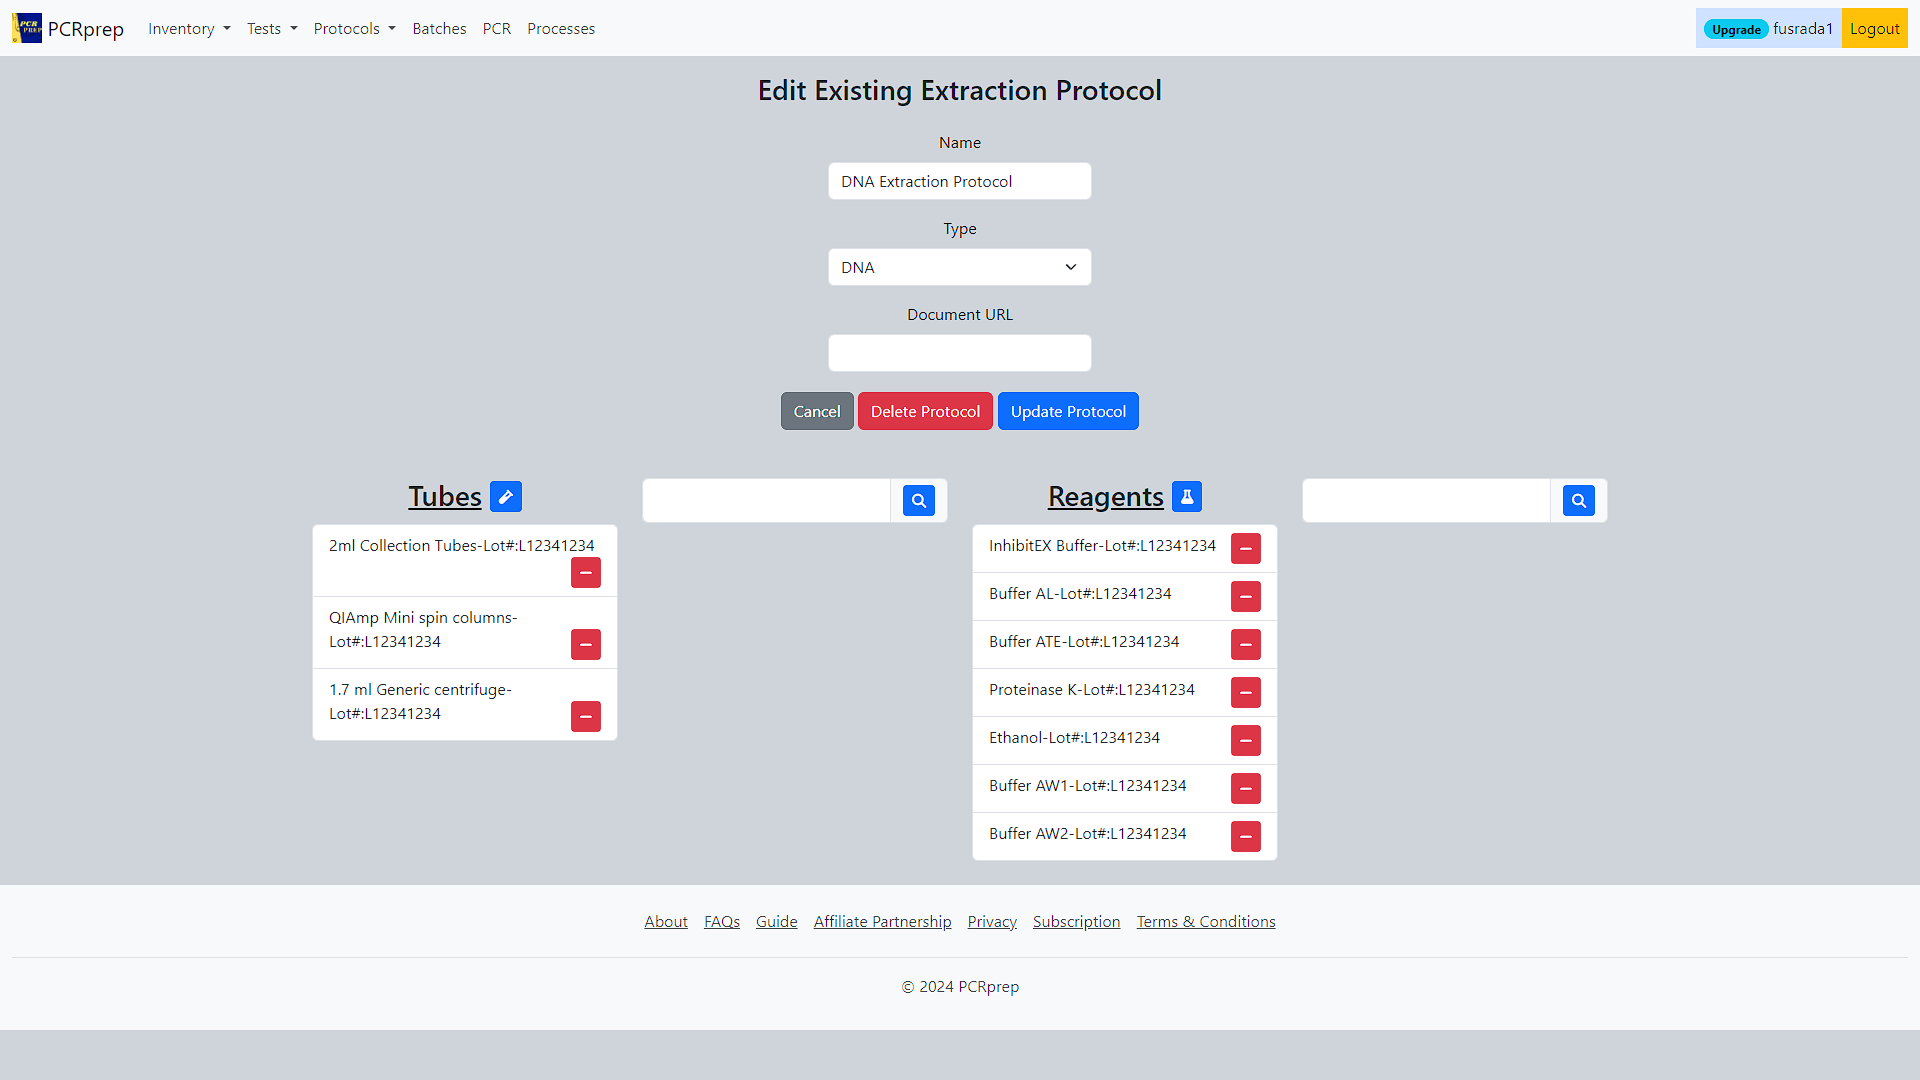 PCR PREP PCRprep Inventory Tests Protocols Batches PCR Processes Upgrade fusrada1 Logout
Edit Existing Extraction Protocol
Name
DNA Extraction Protocol
Type
DNA
Document URL
Cancel Delete Protocol Update Protocol
Tubes
2ml Collection Tubes-Lot#:L12341234
QIAmp Mini spin columns-
Lot#:L12341234
1.7 ml Generic centrifuge-
Lot#:L12341234
Reagents
InhibitEX Buffer-Lot#:L12341234
Buffer AL-Lot#:L12341234
Buffer ATE-Lot#:L12341234
Proteinase K-Lot#:L12341234
Ethanol-Lot#:L12341234
Buffer AW1-Lot#:L12341234
Buffer AW2-Lot#:L12341234
About FAQs Guide Affiliate Partnership Privacy Subscription Terms & Conditions
© 2024 PCRprep